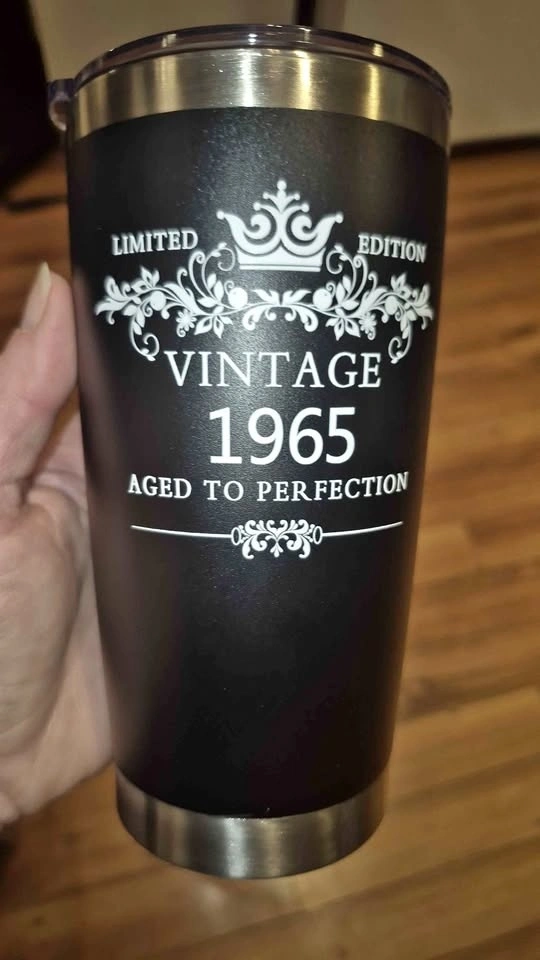 LIMITED EDITION
VINTAGE
1965
AGED TO PERFECTION